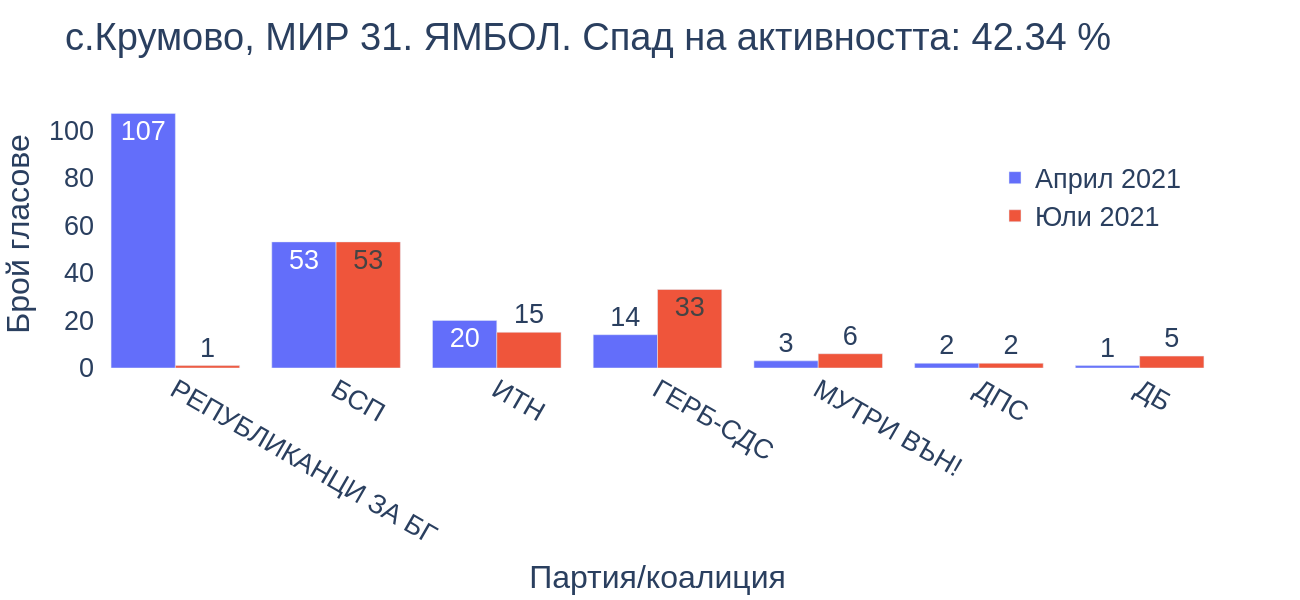 с.Крумово, МИР 31. ЯМБОЛ. Спад на активността: 42.34 %
Брой гласове
100
80
60
40
20
0
107
1
53
53
20
15
14
33
3
6
2
2
1
5
Април 2021
Юли 2021
РЕПУБЛИКАНЦИ ЗА БГ
БСП
ИТН
ГЕРБ-СДС
МУТРИ ВЪН!
ДПС
ДБ
Партия/коалиция